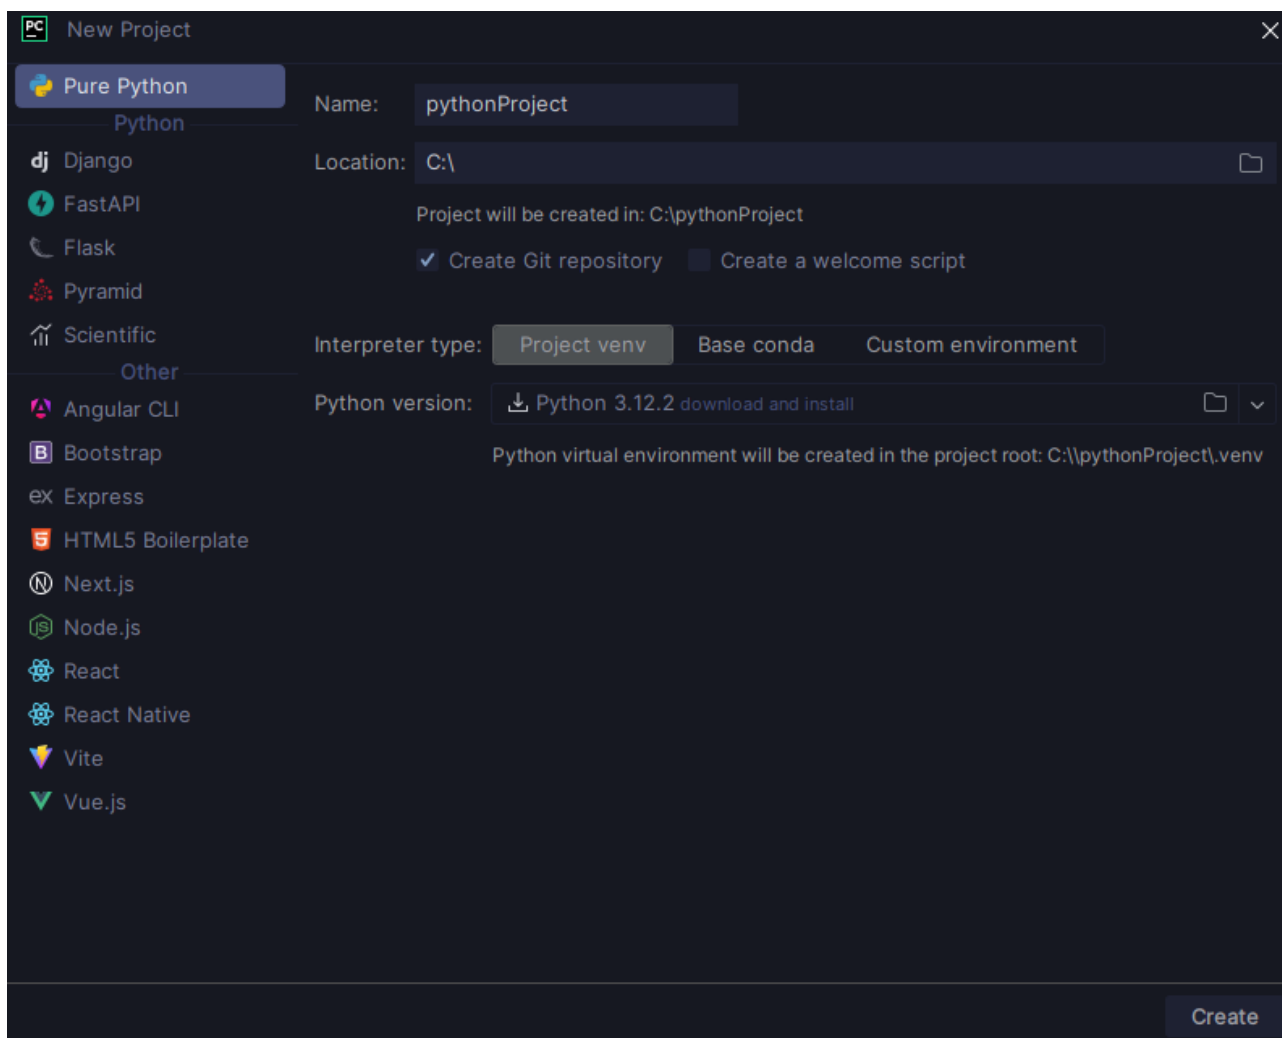 PC New Project
Pure Python
Python
dj Django
FastAPI
Flask
Pyramid
Scientific
Other
Angular CLI
B Bootstrap
ex Express
5 HTML5 Boilerplate
N Next.js
JS Node.js
React
React Native
Vite
Vue.js
Name: pythonProject
Location: C:\
Project will be created in: C:\pythonProject
Create Git repository Create a welcome script
Interpreter type: Project venv Base conda Custom environment
Python version: Python 3.12.2 download and install
Python virtual environment will be created in the project root: C:\\pythonProject\.venv
Create